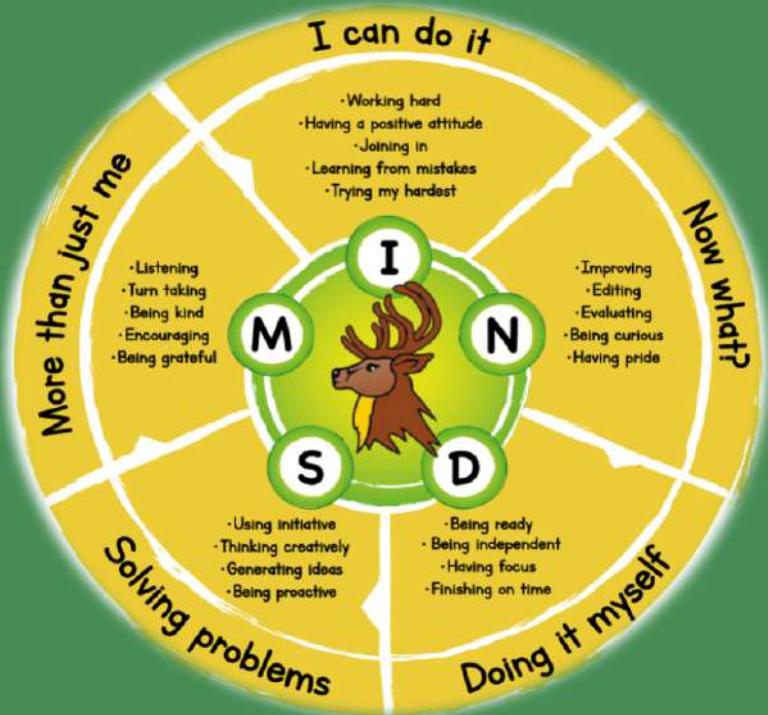 I can do it
·Working hard
·Having a positive attitude
·Joining in
·Learning from mistakes
·Trying my hardest
I
More than just me
·Listening
·Turn taking
·Being kind
·Encouraging
·Being grateful
M
N
Now what?
·Improving
·Editing
·Evaluating
·Being curious
·Having pride
S
Solving problems
·Using initiative
·Thinking creatively
·Generating ideas
·Being proactive
D
Doing it myself
·Being ready
·Being independent
·Having focus
·Finishing on time